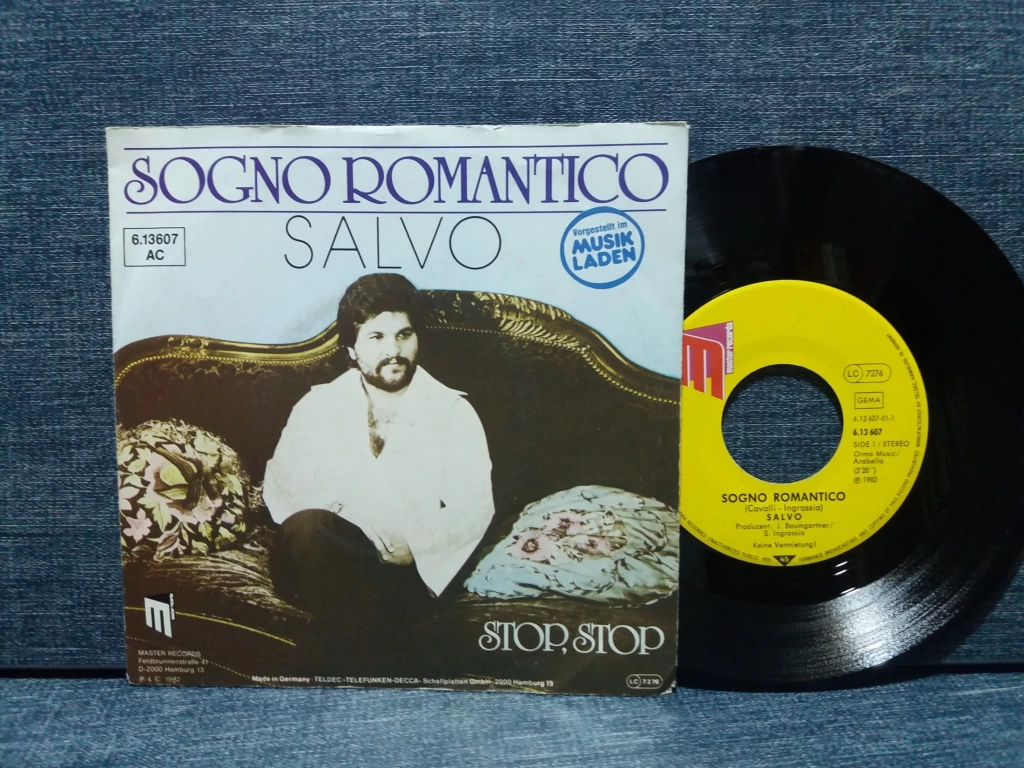 SOGNO ROMANTICO
SALVO
6.13607
AC
Vorgestellt im
MUSIK
LADEN
STOP, STOP
M
MASTER RECORDS
Feldbrunnenstraße 41
D-2000 Hamburg 13
P & C 1982
Made in Germany TELDEC »TELEFUNKEN-DECCA« Schallplatten GmbH · 2000 Hamburg 19
LC 7276
M
LC 7276
GEMA
6.13 607-01-1
6.13 607
SIDE 1 / STEREO
Orma Music/
Arabella
(3'20'')
Ⓟ 1982
SOGNO ROMANTICO
(Cavalli - Ingrassia)
SALVO
Produzent: J. Baumgartner/
S. Ingrassia
Keine Vermietung!
45